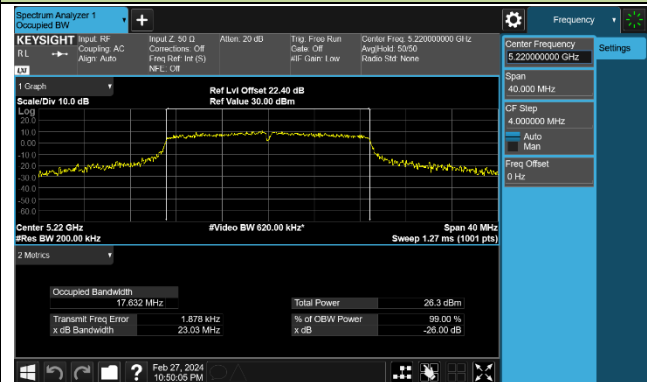 Spectrum Analyzer 1
Occupied BW
+
Frequency
KEYSIGHT
RL
LXI
Input: RF
Coupling: AC
Align: Auto
Input Z: 50 Ω
Corrections: Off
Freq Ref: Int (S)
NFE: Off
Atten: 20 dB
Trig: Free Run
Gate: Off
#IF Gain: Low
Center Freq: 5.220000000 GHz
Avg|Hold: 50/50
Radio Std: None
Center Frequency
5.220000000 GHz
Settings
Span
40.000 MHz
CF Step
4.000000 MHz
Auto
Man
Freq Offset
0 Hz
1 Graph
Scale/Div 10.0 dB
Ref Lvl Offset 22.40 dB
Ref Value 30.00 dBm
Log
20.0
10.0
0.00
-10.0
-20.0
-30.0
-40.0
-50.0
-60.0
Center 5.22 GHz
#Res BW 200.00 kHz
#Video BW 620.00 kHz*
Span 40 MHz
Sweep 1.27 ms (1001 pts)
2 Metrics
Occupied Bandwidth
17.632 MHz
Total Power 26.3 dBm
Transmit Freq Error 1.878 kHz
% of OBW Power 99.00 %
x dB Bandwidth 23.03 MHz
x dB -26.00 dB
?
Feb 27, 2024
10:50:05 PM